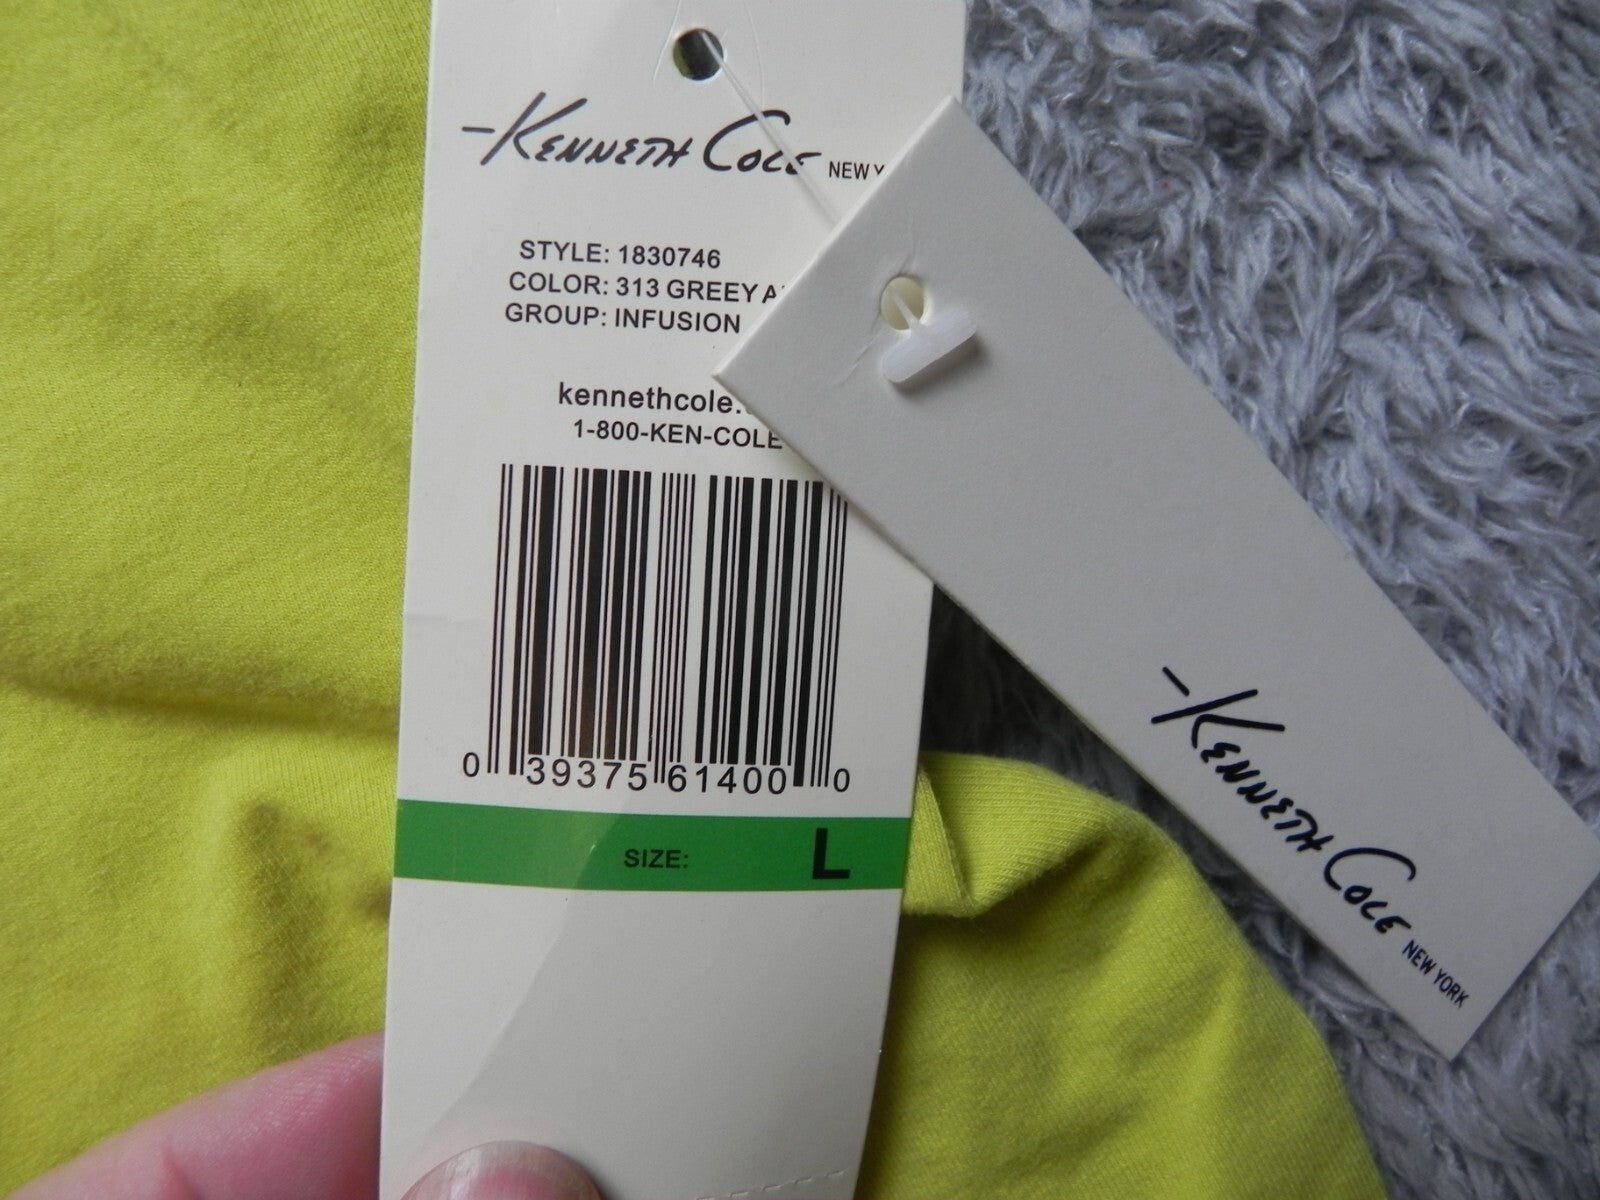 KENNETH COLE NEW Y
STYLE: 1830746
COLOR: 313 GREEY
GROUP: INFUSION
kennethcole.
1-800-KEN-COLE
0 39375 61400 0
SIZE: L
KENNETH COLE NEW YORK